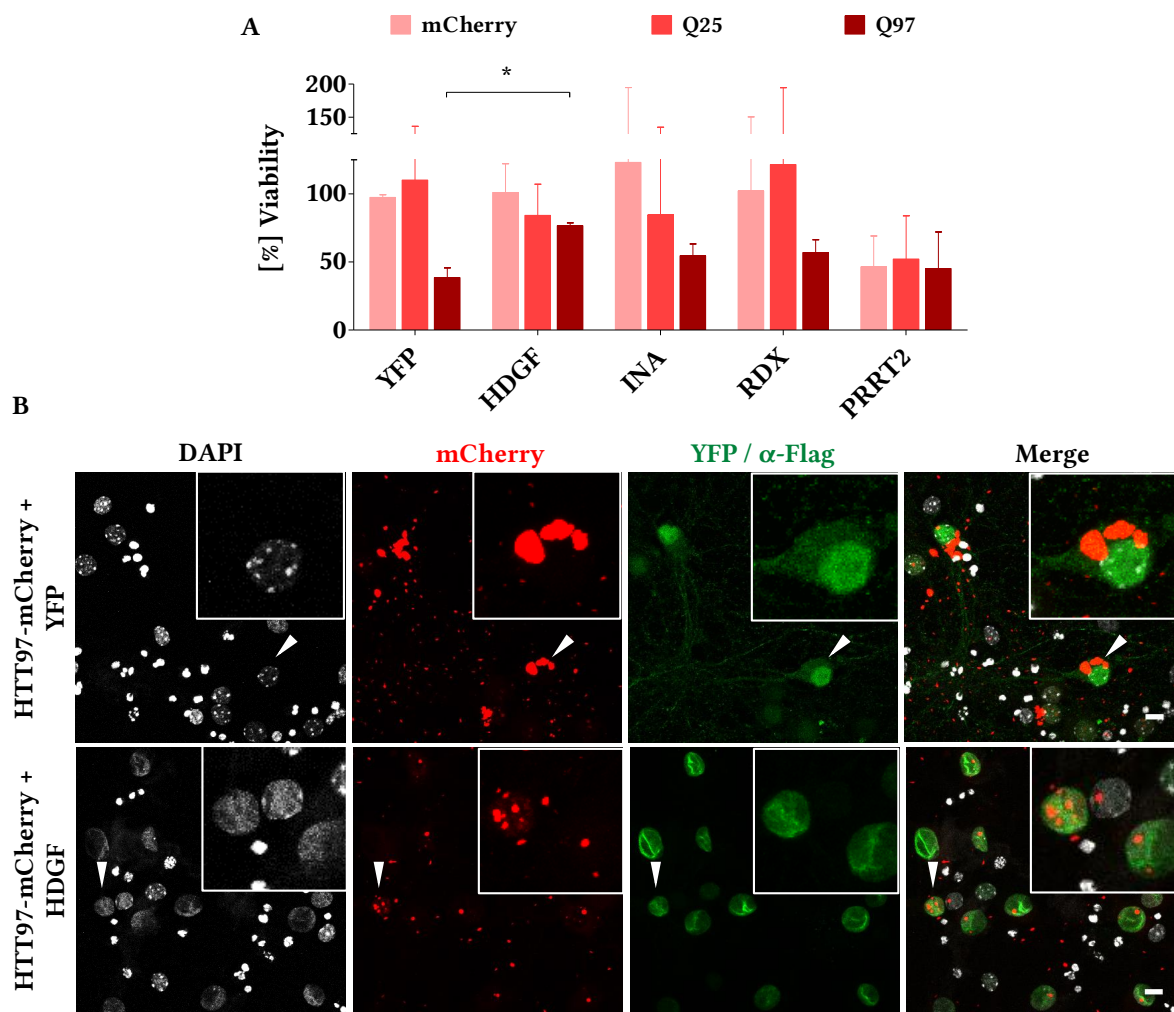 A
mCherry Q25 Q97
*
200
150
100
50
0
[%] Viability
YFP HDGF INA RDX PRRT2
B
DAPI mCherry YFP / α-Flag Merge
HTT97-mCherry +
YFP
HTT97-mCherry +
HDGF